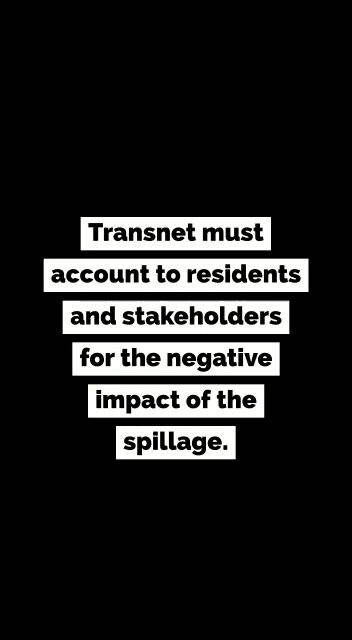 Transnet must
account to residents
and stakeholders
for the negative
impact of the
spillage.